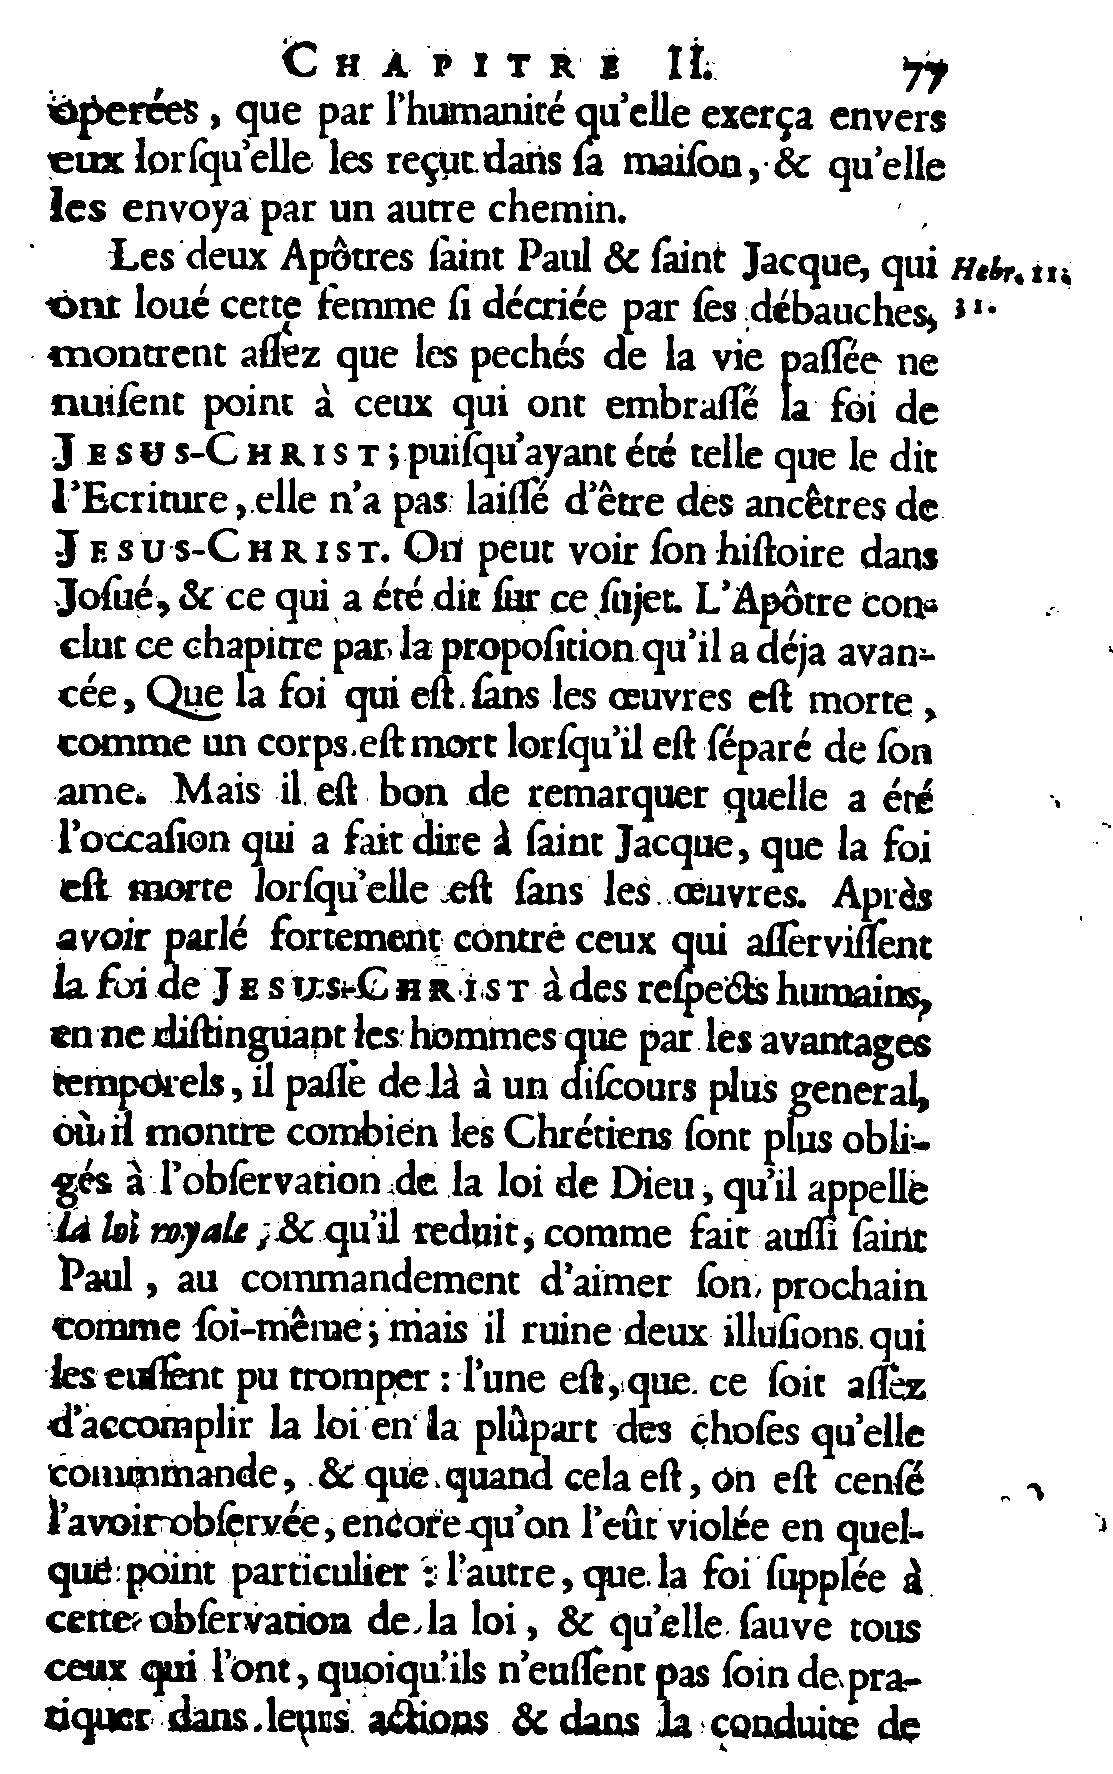 CHAPITRE II. 77
operées, que par l'humanité qu'elle exerça envers
eux lorſqu'elle les reçut dans ſa maiſon, & qu'elle
les envoya par un autre chemin.
Les deux Apôtres ſaint Paul & ſaint Jacque, qui Hebr. 11.
ont loué cette femme ſi décriée par ſes débauches, 31.
montrent aſſez que les pechés de la vie paſſée ne
nuiſent point à ceux qui ont embraſſé la foi de
JESUS-CHRIST; puiſqu'ayant été telle que le dit
l'Ecriture, elle n'a pas laiſſé d'être des ancêtres de
JESUS-CHRIST. On peut voir ſon hiſtoire dans
Joſué, & ce qui a été dit ſur ce ſujet. L'Apôtre con-
clut ce chapitre par la propoſition qu'il a déja avan-
cée, Que la foi qui eſt ſans les œuvres eſt morte,
comme un corps eſt mort lorſqu'il eſt ſéparé de ſon
ame. Mais il eſt bon de remarquer quelle a été
l'occaſion qui a fait dire à ſaint Jacque, que la foi
eſt morte lorſqu'elle eſt ſans les œuvres. Après
avoir parlé fortement contre ceux qui aſſerviſſent
la foi de JESUS-CHRIST à des reſpects humains,
en ne diſtinguant les hommes que par les avantages
temporels, il paſſe de là à un diſcours plus general,
où il montre combien les Chrétiens ſont plus obli-
gés à l'obſervation de la loi de Dieu, qu'il appelle
la loi royale; & qu'il reduit, comme fait auſſi ſaint
Paul, au commandement d'aimer ſon prochain
comme ſoi-même; mais il ruine deux illuſions qui
les euſſent pu tromper : l'une eſt, que ce ſoit aſſez
d'accomplir la loi en la plûpart des choſes qu'elle
commmande, & que quand cela eſt, on eſt cenſé
l'avoir obſervée, encore qu'on l'eût violée en quel-
que point particulier : l'autre, que la foi ſupplée à
cette obſervation de la loi, & qu'elle ſauve tous
ceux qui l'ont, quoiqu'ils n'euſſent pas ſoin de pra-
tiquer dans leurs actions & dans la conduite de